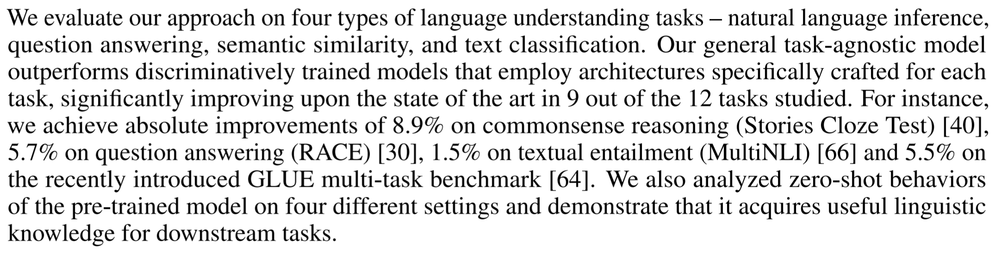 We evaluate our approach on four types of language understanding tasks – natural language inference,
question answering, semantic similarity, and text classification. Our general task-agnostic model
outperforms discriminatively trained models that employ architectures specifically crafted for each
task, significantly improving upon the state of the art in 9 out of the 12 tasks studied. For instance,
we achieve absolute improvements of 8.9% on commonsense reasoning (Stories Cloze Test) [40],
5.7% on question answering (RACE) [30], 1.5% on textual entailment (MultiNLI) [66] and 5.5% on
the recently introduced GLUE multi-task benchmark [64]. We also analyzed zero-shot behaviors
of the pre-trained model on four different settings and demonstrate that it acquires useful linguistic
knowledge for downstream tasks.